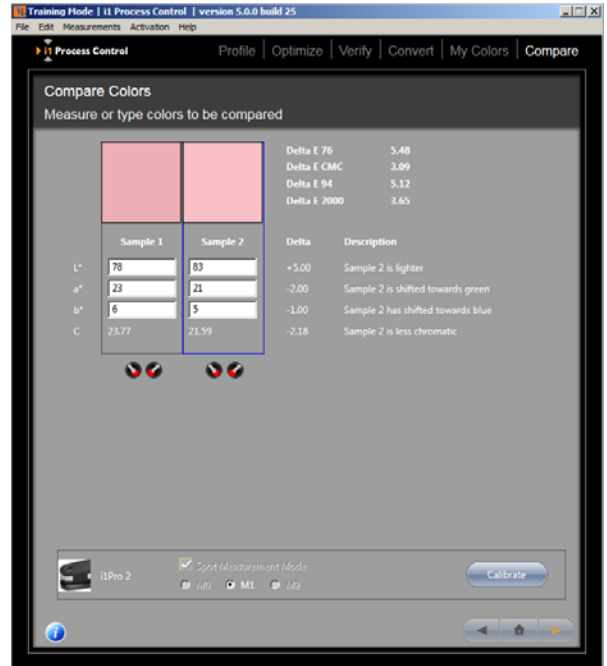 Training Mode | i1 Process Control | version 5.0.0 build 25
File Edit Measurements Activation Help
i1 Process Control Profile | Optimize | Verify | Convert | My Colors | Compare
Compare Colors
Measure or type colors to be compared
Delta E 76 5.48
Delta E CMC 3.09
Delta E 94 5.12
Delta E 2000 3.65
Sample 1 Sample 2 Delta Description
L* 78 83 +5.00 Sample 2 is lighter
a* 23 21 -2.00 Sample 2 is shifted towards green
b* 6 5 -1.00 Sample 2 has shifted towards blue
C 23.77 21.59 -2.18 Sample 2 is less chromatic
i1Pro 2 Spot Measurement Mode Calibrate
M0 M1 M2